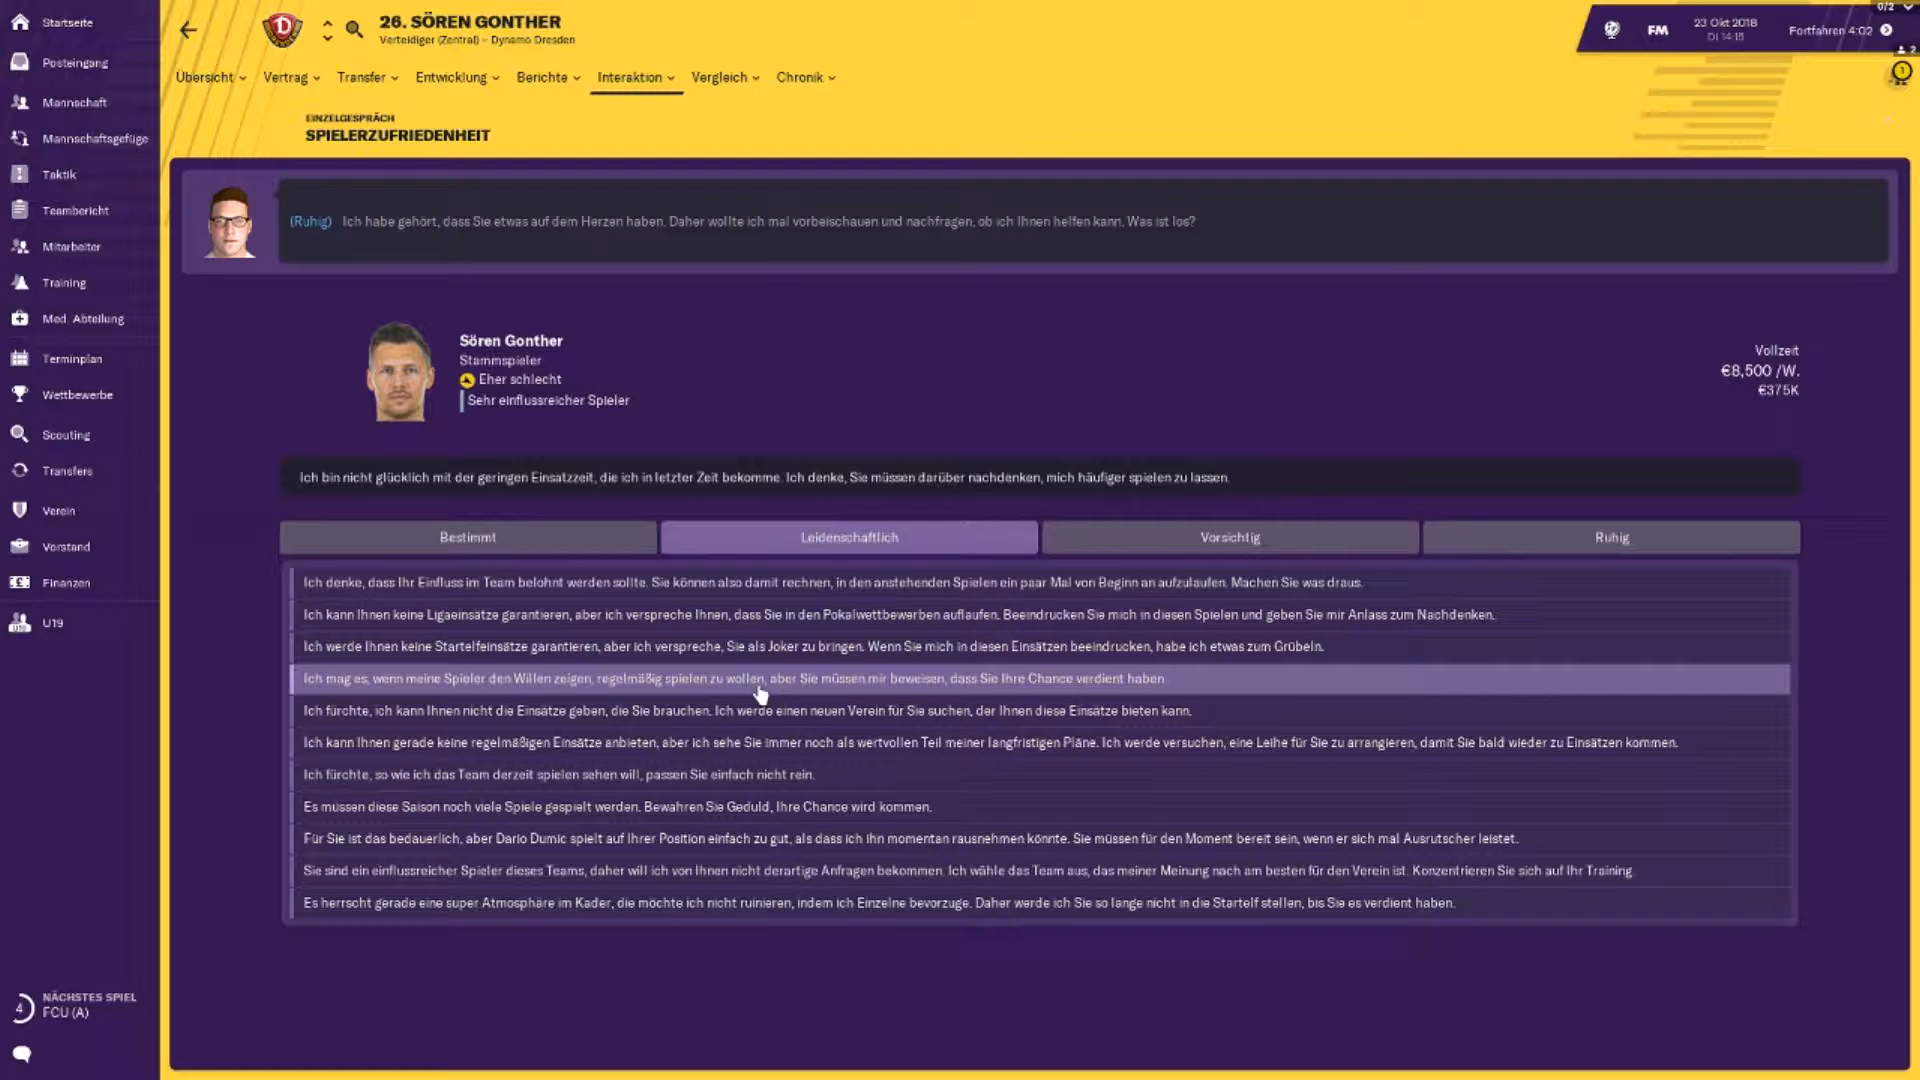 Startseite
Posteingang
Mannschaft
Mannschaftsgefüge
Taktik
Teambericht
Mitarbeiter
Training
Med. Abteilung
Terminplan
Wettbewerbe
Scouting
Transfers
Verein
Vorstand
Finanzen
U19
NÄCHSTES SPIEL
4
FCU (A)
26. SÖREN GONTHER
Verteidiger (Zentral) - Dynamo Dresden
D
FM
23 Okt 2018
Di 14:15
Fortfahren 4:02
0/2
2
1
Übersicht Vertrag Transfer Entwicklung Berichte Interaktion Vergleich Chronik
EINZELGESPRÄCH
SPIELERZUFRIEDENHEIT
(Ruhig) Ich habe gehört, dass Sie etwas auf dem Herzen haben. Daher wollte ich mal vorbeischauen und nachfragen, ob ich Ihnen helfen kann. Was ist los?
Sören Gonther
Stammspieler
Eher schlecht
Sehr einflussreicher Spieler
Vollzeit
€8,500 /W.
€375K
Ich bin nicht glücklich mit der geringen Einsatzzeit, die ich in letzter Zeit bekomme. Ich denke, Sie müssen darüber nachdenken, mich häufiger spielen zu lassen.
Bestimmt Leidenschaftlich Vorsichtig Ruhig
Ich denke, dass Ihr Einfluss im Team belohnt werden sollte. Sie können also damit rechnen, in den anstehenden Spielen ein paar Mal von Beginn an aufzulaufen. Machen Sie was draus.
Ich kann Ihnen keine Ligaeinsätze garantieren, aber ich verspreche Ihnen, dass Sie in den Pokalwettbewerben auflaufen. Beeindrucken Sie mich in diesen Spielen und geben Sie mir Anlass zum Nachdenken.
Ich werde Ihnen keine Startelfeinsätze garantieren, aber ich verspreche, Sie als Joker zu bringen. Wenn Sie mich in diesen Einsätzen beeindrucken, habe ich etwas zum Grübeln.
Ich mag es, wenn meine Spieler den Willen zeigen, regelmäßig spielen zu wollen, aber Sie müssen mir beweisen, dass Sie Ihre Chance verdient haben.
Ich fürchte, ich kann Ihnen nicht die Einsätze geben, die Sie brauchen. Ich werde einen neuen Verein für Sie suchen, der Ihnen diese Einsätze bieten kann.
Ich kann Ihnen gerade keine regelmäßigen Einsätze anbieten, aber ich sehe Sie immer noch als wertvollen Teil meiner langfristigen Pläne. Ich werde versuchen, eine Leihe für Sie zu arrangieren, damit Sie bald wieder zu Einsätzen kommen.
Ich fürchte, so wie ich das Team derzeit spielen sehen will, passen Sie einfach nicht rein.
Es müssen diese Saison noch viele Spiele gespielt werden. Bewahren Sie Geduld, Ihre Chance wird kommen.
Für Sie ist das bedauerlich, aber Dario Dumic spielt auf Ihrer Position einfach zu gut, als dass ich ihn momentan rausnehmen könnte. Sie müssen für den Moment bereit sein, wenn er sich mal Ausrutscher leistet.
Sie sind ein einflussreicher Spieler dieses Teams, daher will ich von Ihnen nicht derartige Anfragen bekommen. Ich wähle das Team aus, das meiner Meinung nach am besten für den Verein ist. Konzentrieren Sie sich auf Ihr Training.
Es herrscht gerade eine super Atmosphäre im Kader, die möchte ich nicht ruinieren, indem ich Einzelne bevorzuge. Daher werde ich Sie so lange nicht in die Startelf stellen, bis Sie es verdient haben.